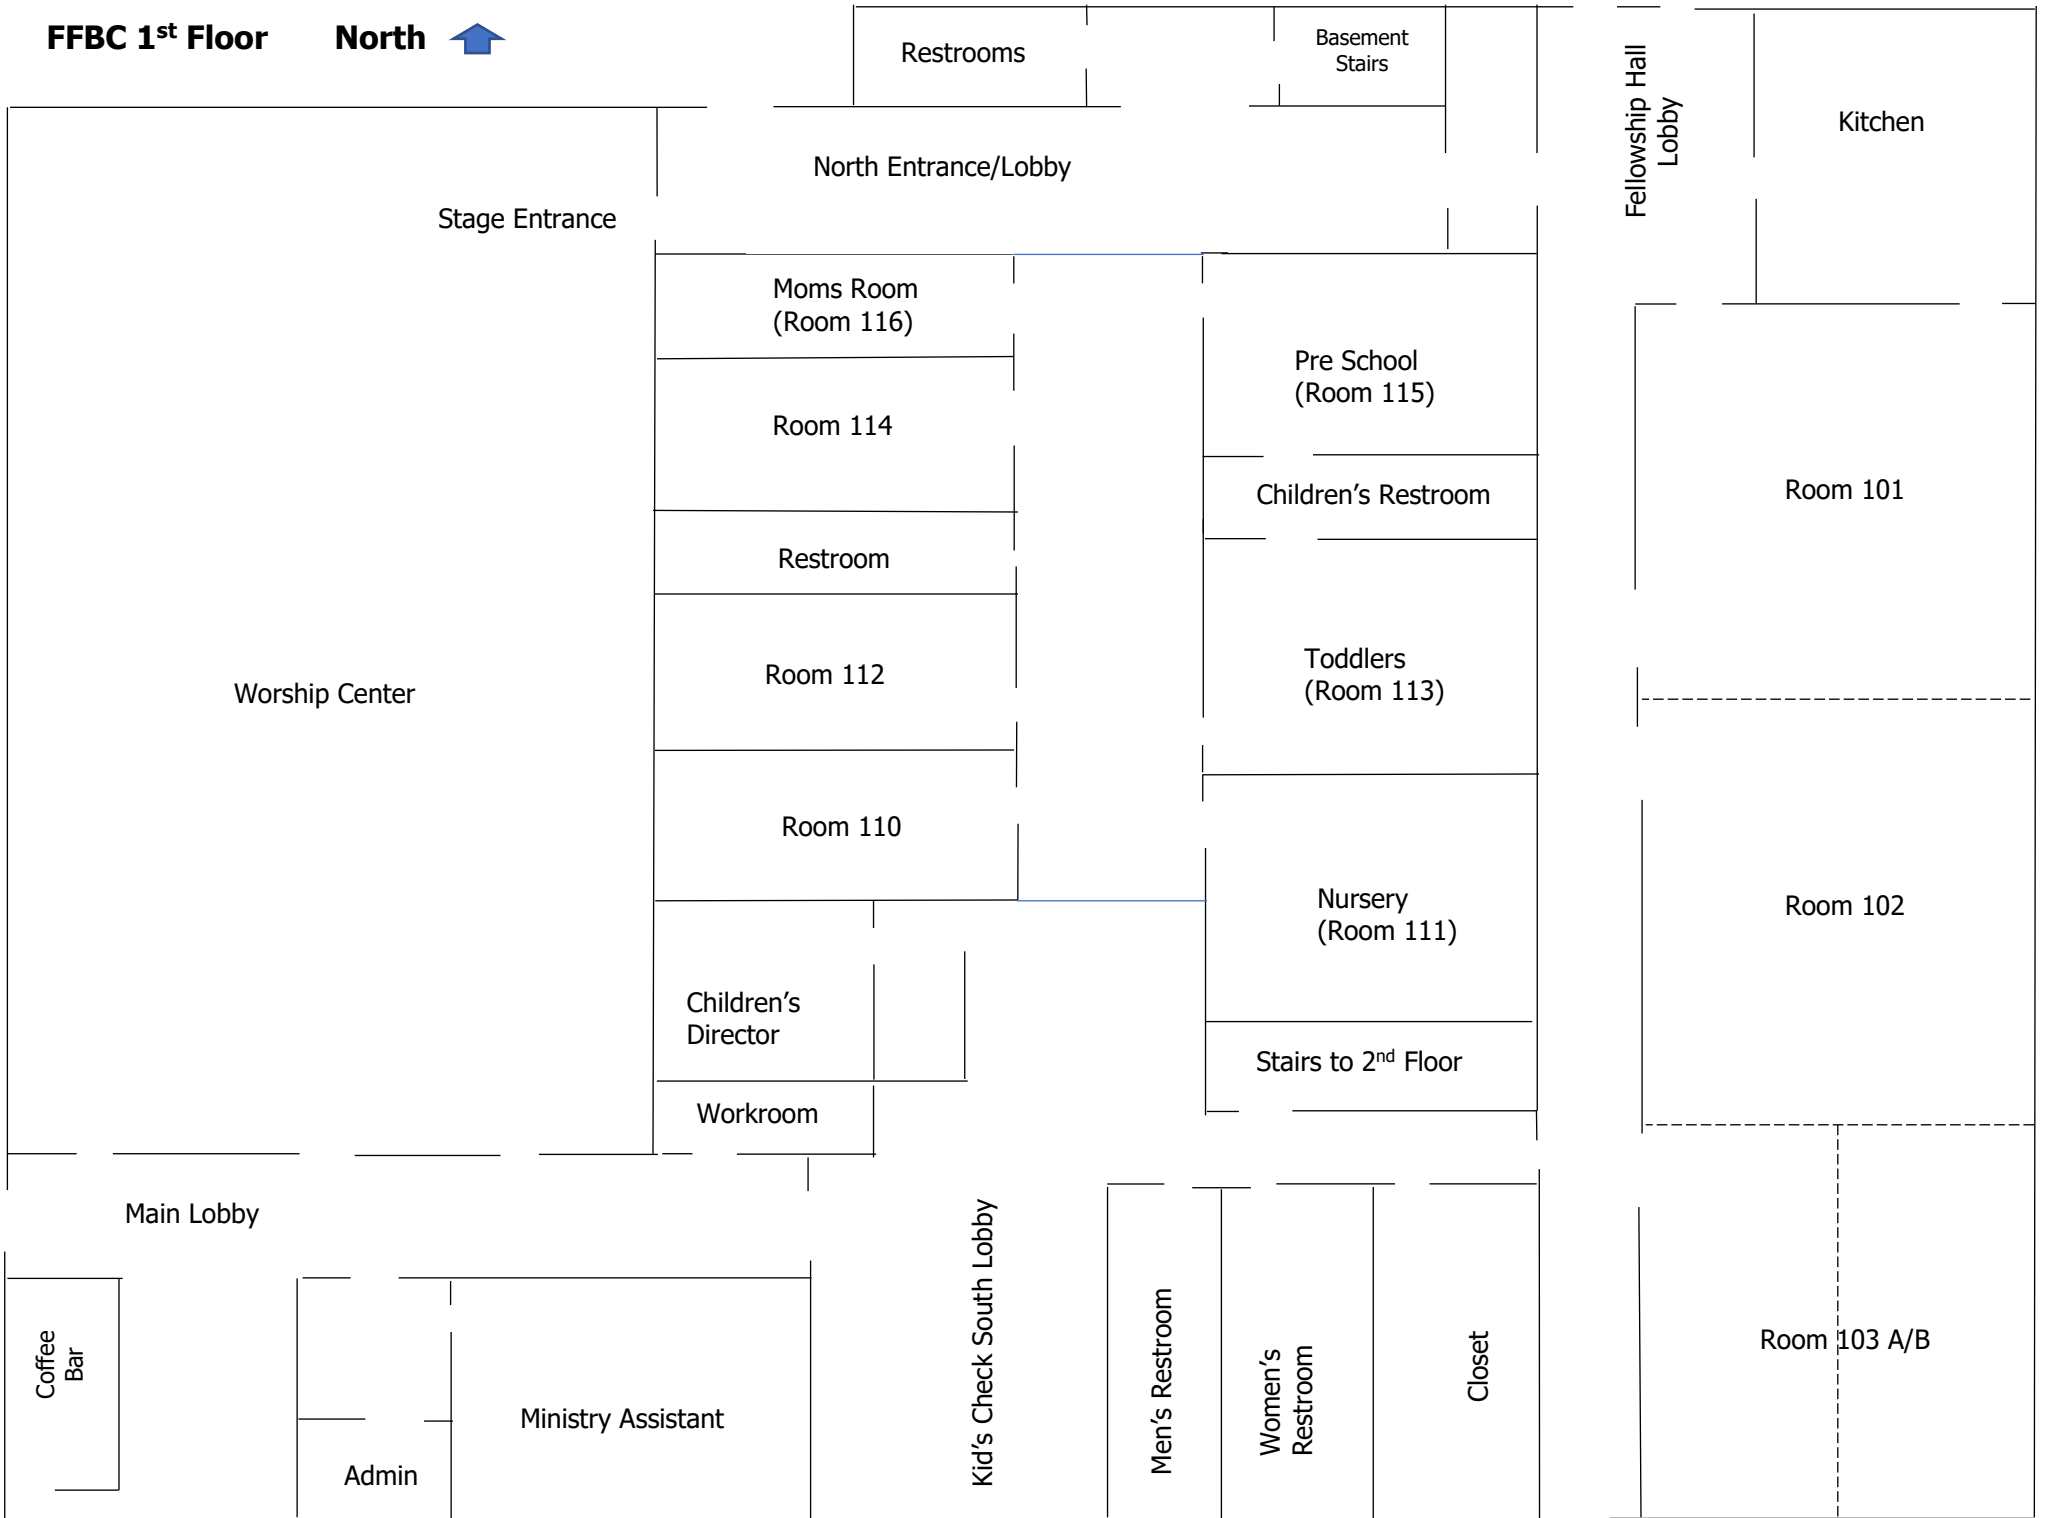 FFBC 1st Floor North
Restrooms
Basement
Stairs
Fellowship Hall
Lobby
Kitchen
North Entrance/Lobby
Stage Entrance
Moms Room
(Room 116)
Pre School
(Room 115)
Room 114
Children’s Restroom
Room 101
Restroom
Worship Center
Room 112
Toddlers
(Room 113)
Room 110
Nursery
(Room 111)
Room 102
Children’s
Director
Stairs to 2nd Floor
Workroom
Main Lobby
Kid’s Check South Lobby
Coffee
Bar
Admin
Ministry Assistant
Men’s Restroom
Women’s
Restroom
Closet
Room 103 A/B